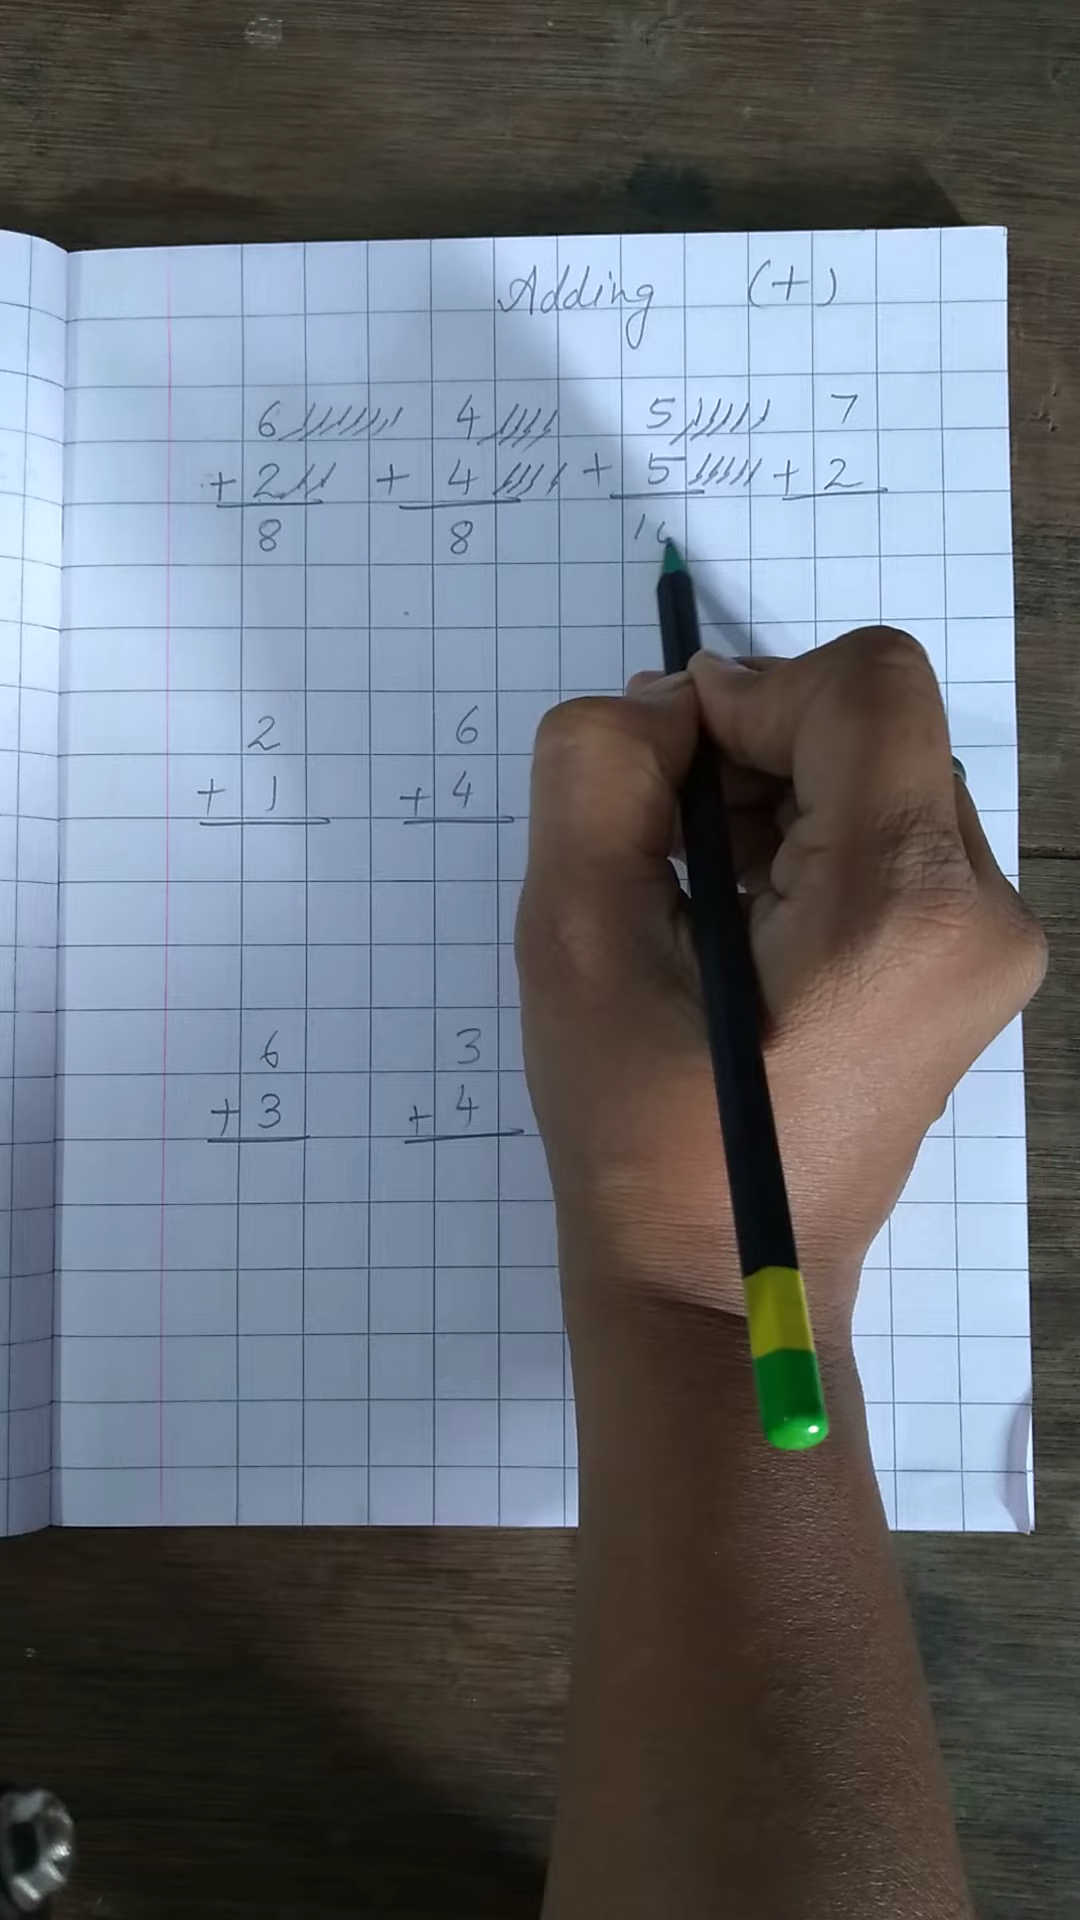 Adding (+)
6 4 5 7
+ 2 + 4 + 5 + 2
8 8 10
2 6
+ 1 + 4
6 3
+ 3 + 4